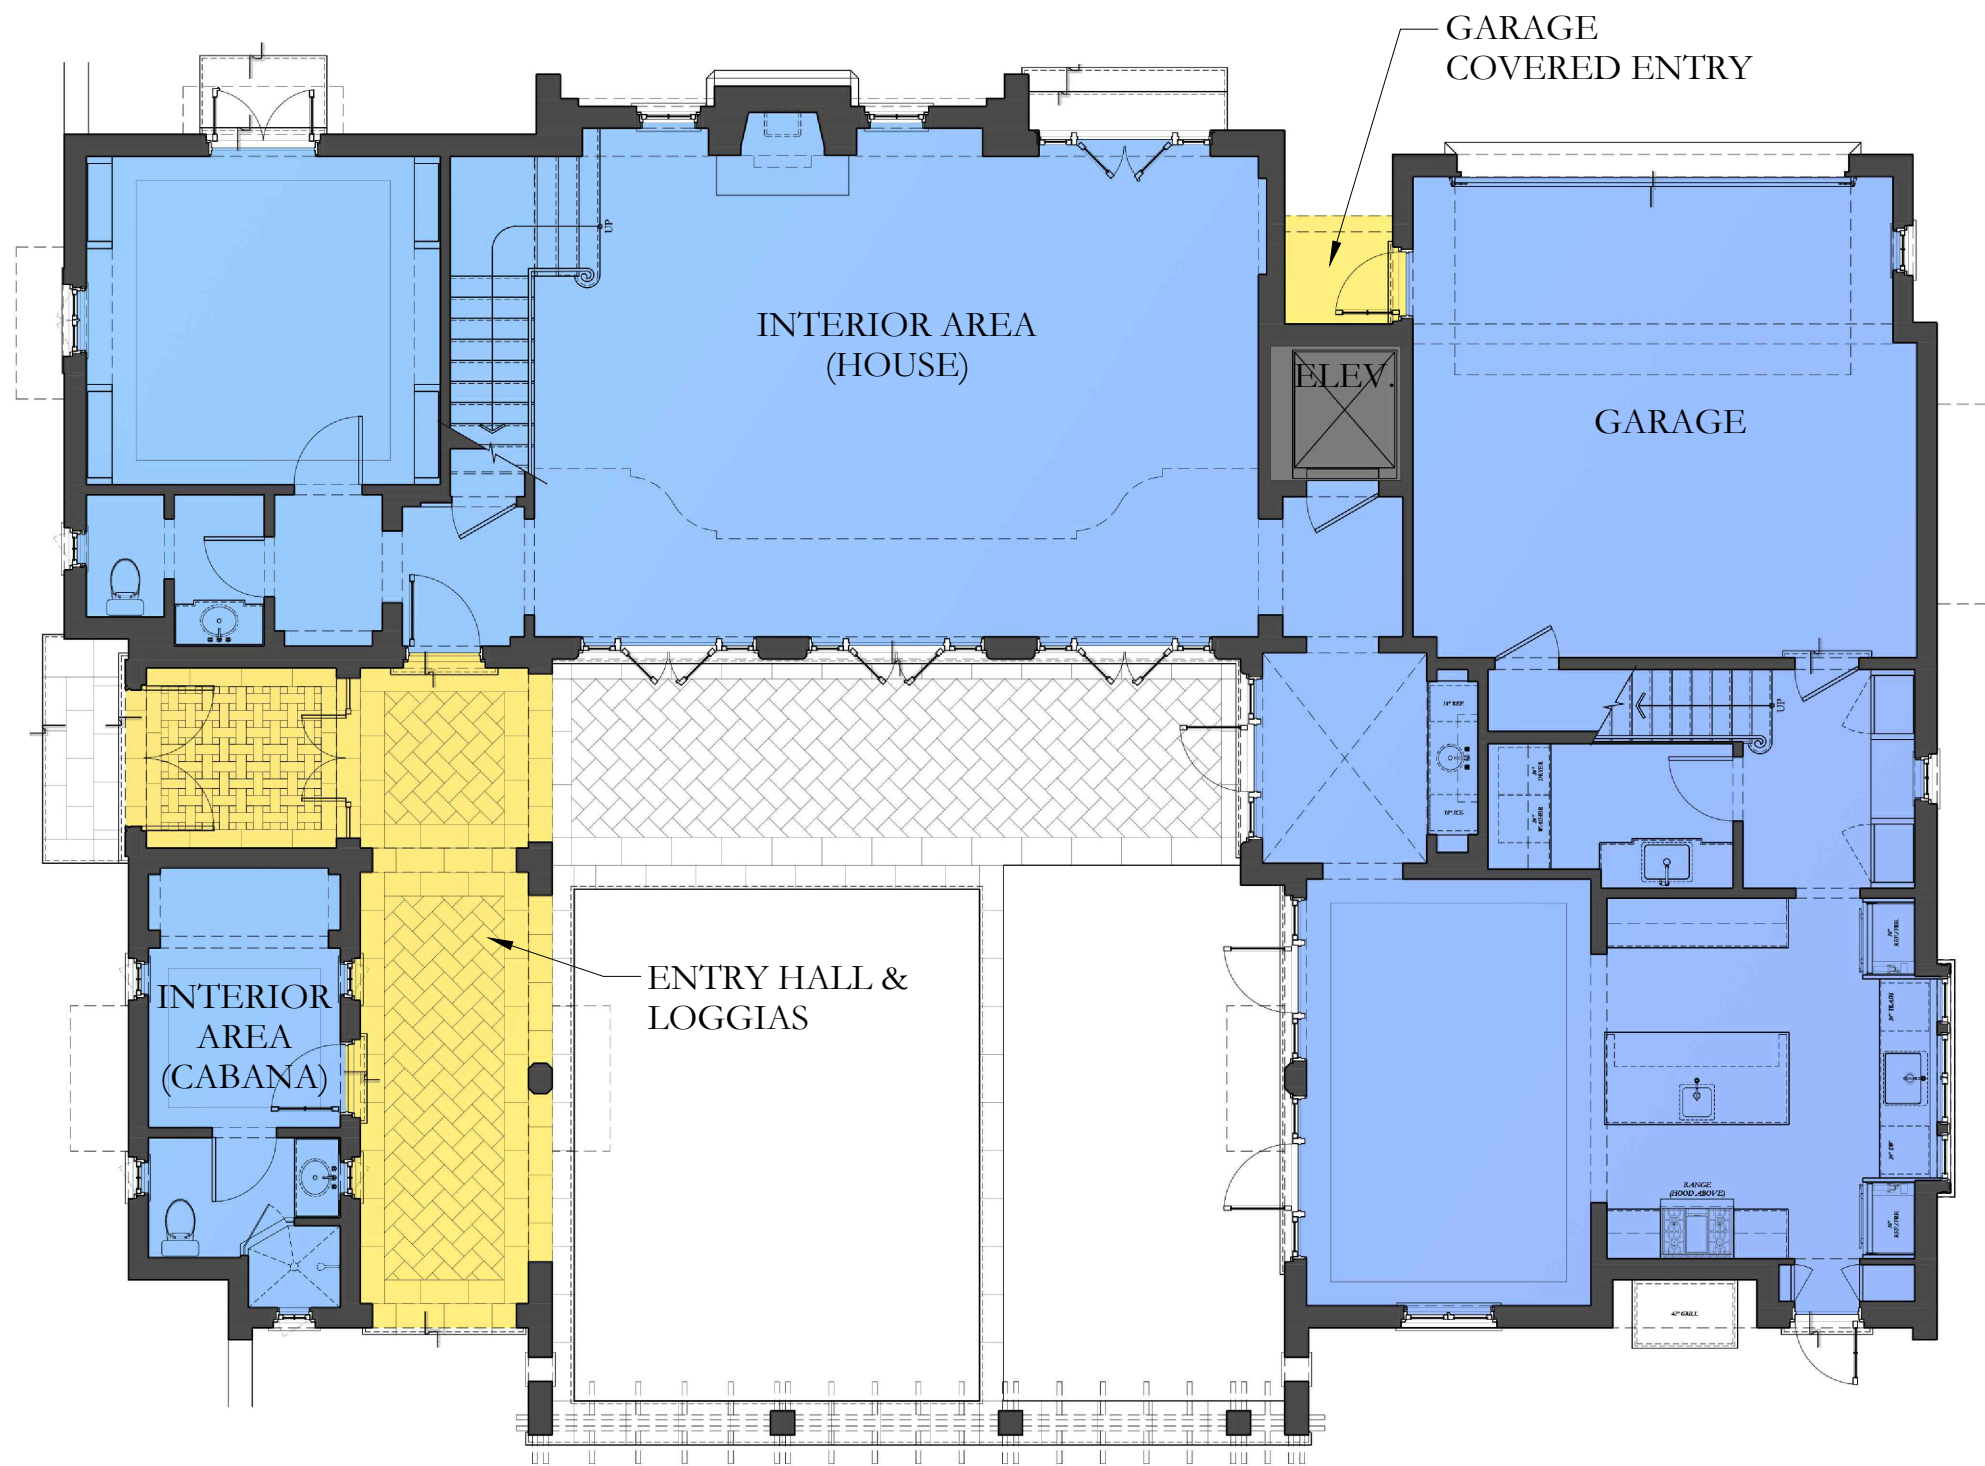 GARAGE
COVERED ENTRY
UP
INTERIOR AREA
(HOUSE)
ELEV.
GARAGE
UP
ENTRY HALL &
LOGGIAS
INTERIOR
AREA
(CABANA)
RANGE
(HOOD ABOVE)